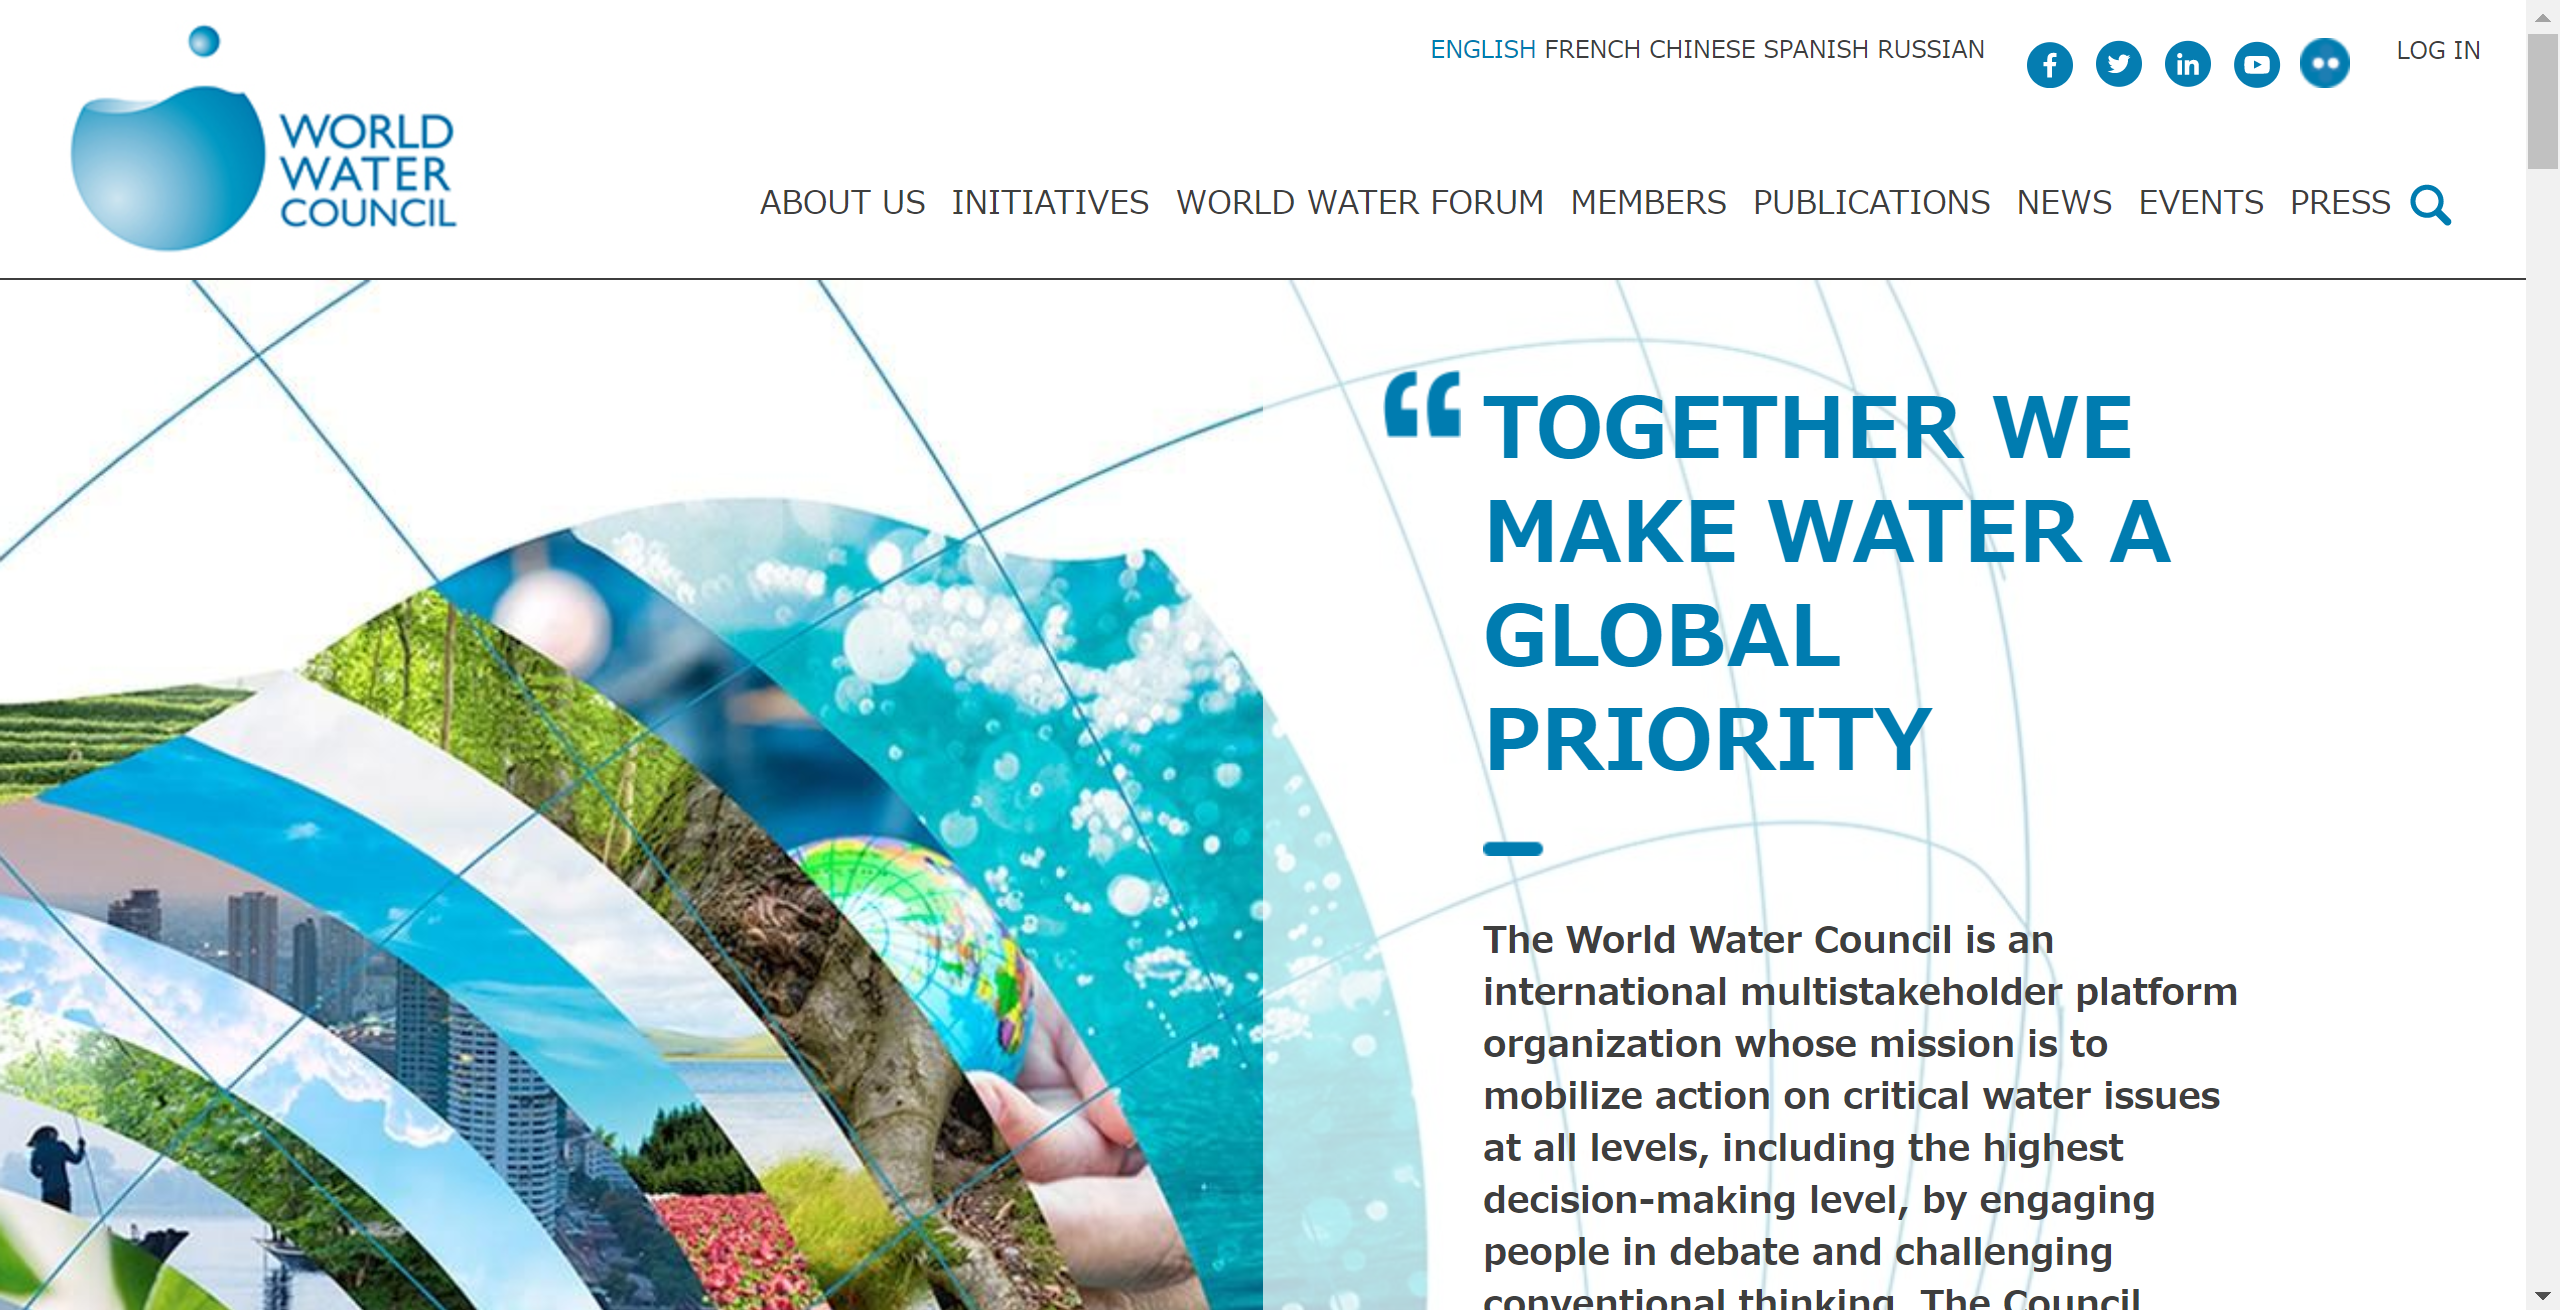 WORLD
WATER
COUNCIL
ENGLISH FRENCH CHINESE SPANISH RUSSIAN
LOG IN
ABOUT US INITIATIVES WORLD WATER FORUM MEMBERS PUBLICATIONS NEWS EVENTS PRESS
“ TOGETHER WE
MAKE WATER A
GLOBAL
PRIORITY
The World Water Council is an
international multistakeholder platform
organization whose mission is to
mobilize action on critical water issues
at all levels, including the highest
decision-making level, by engaging
people in debate and challenging
conventional thinking. The Council